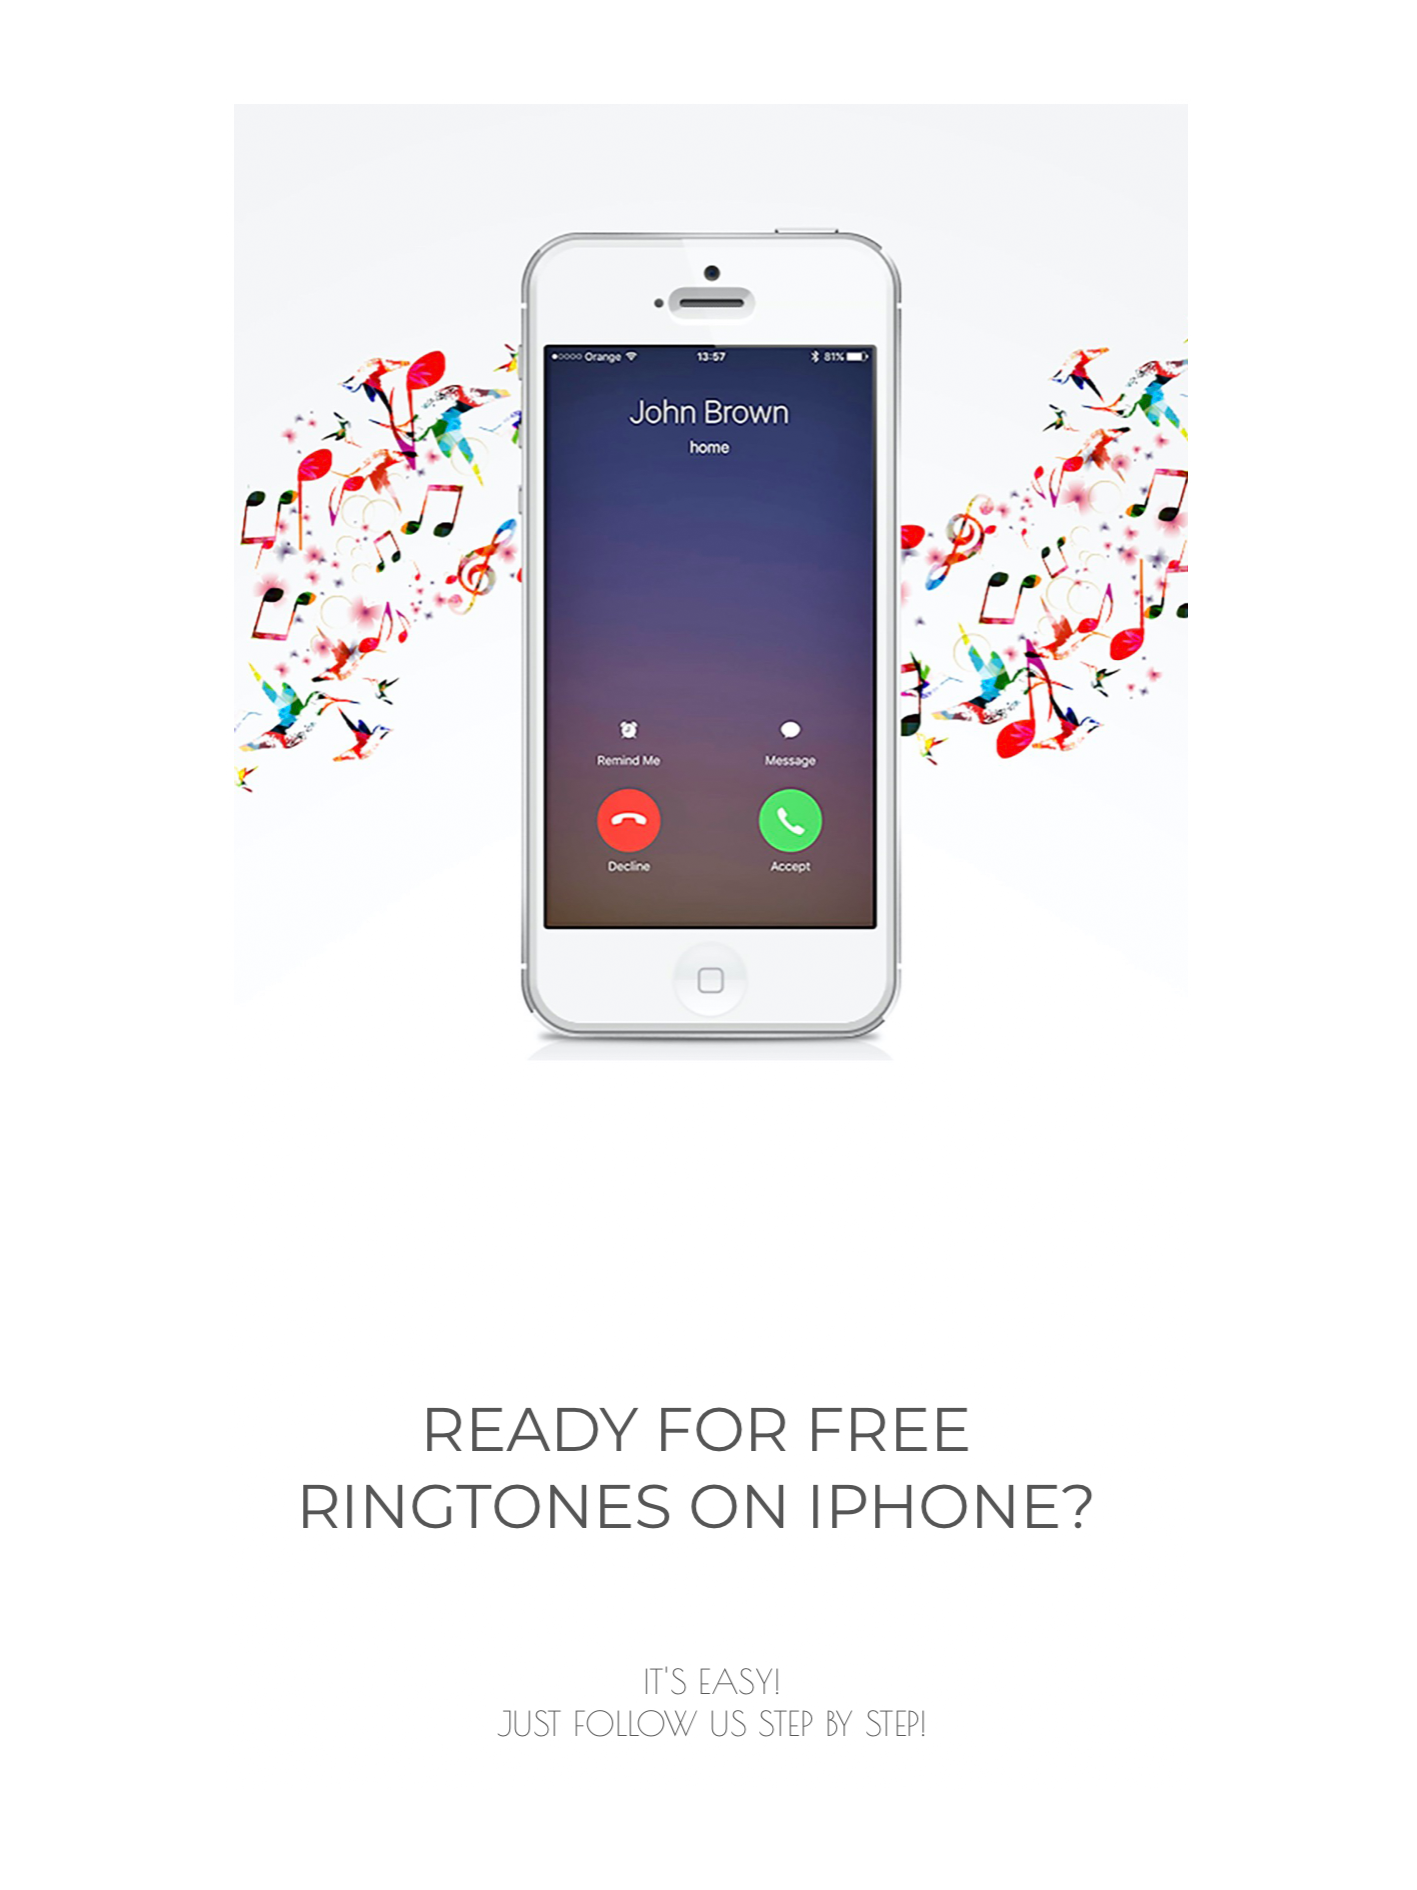 Orange 13:57 81%
John Brown
home
Remind Me Message
Decline Accept
READY FOR FREE
RINGTONES ON IPHONE?
IT'S EASY!
JUST FOLLOW US STEP BY STEP!